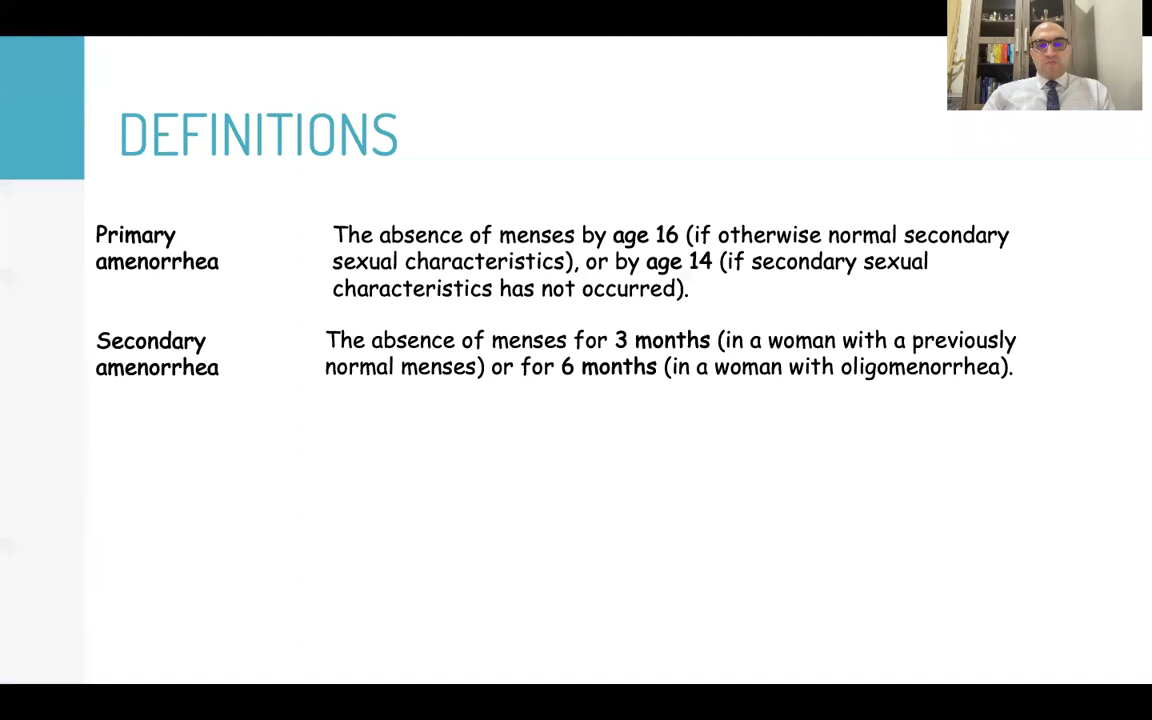 DEFINITIONS
Primary
amenorrhea
The absence of menses by age 16 (if otherwise normal secondary
sexual characteristics), or by age 14 (if secondary sexual
characteristics has not occurred).
Secondary
amenorrhea
The absence of menses for 3 months (in a woman with a previously
normal menses) or for 6 months (in a woman with oligomenorrhea).